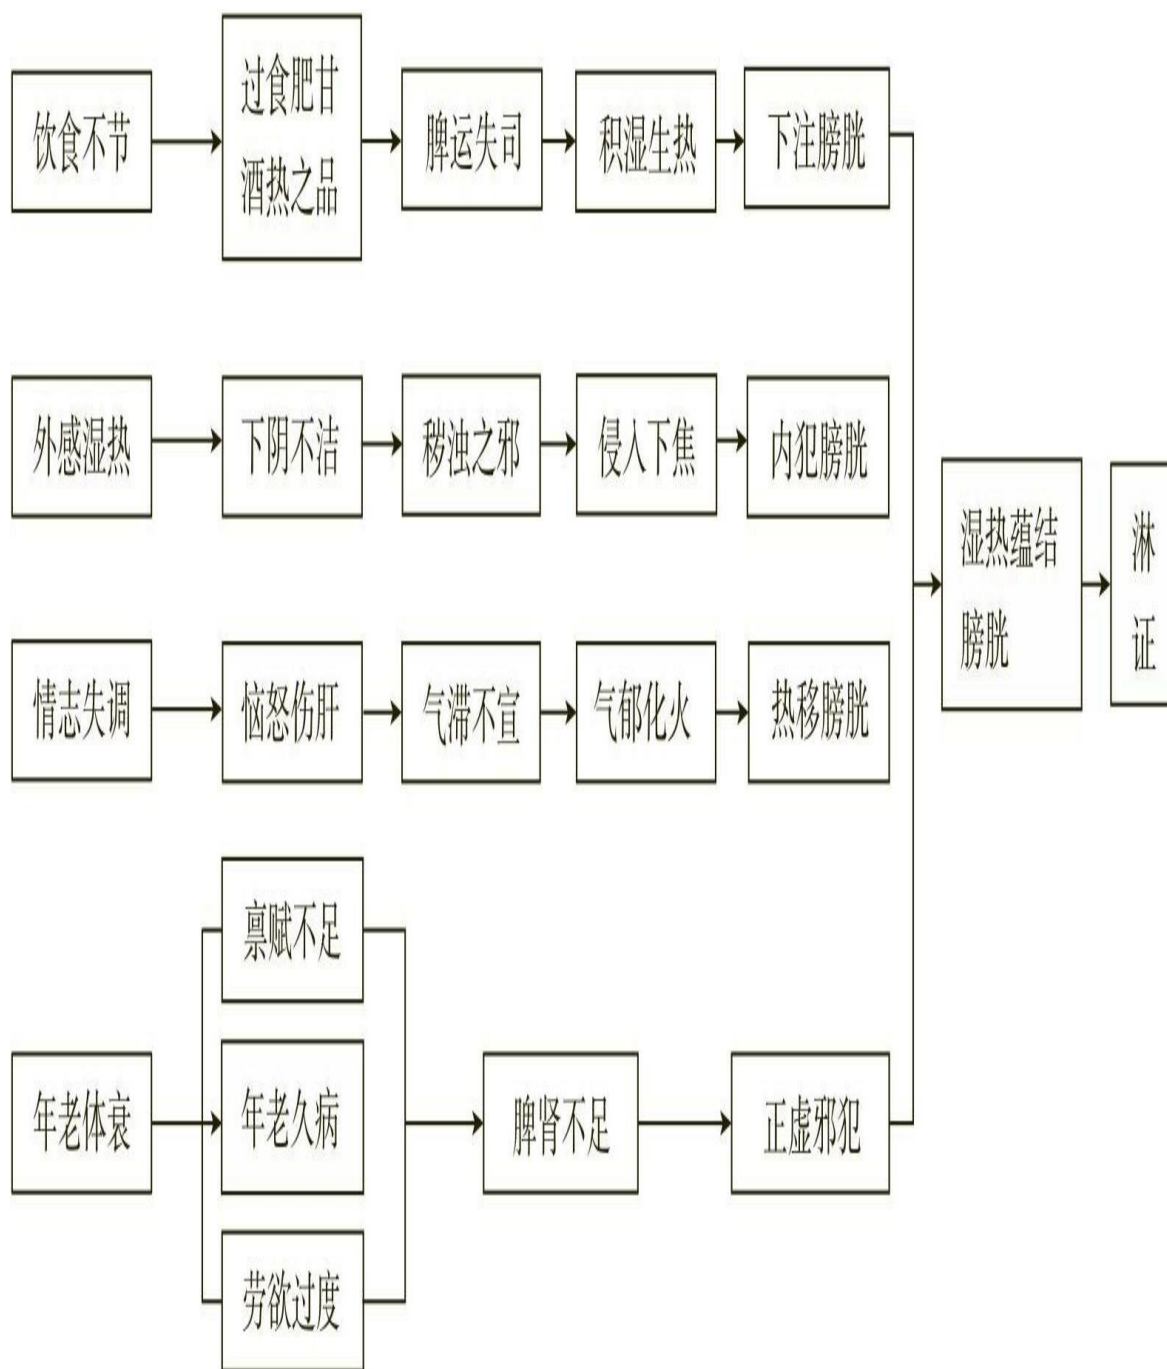 饮食不节
过食肥甘
酒热之品
脾运失司
积湿生热
下注膀胱
外感湿热
下阴不洁
秽浊之邪
侵入下焦
内犯膀胱
情志失调
恼怒伤肝
气滞不宣
气郁化火
热移膀胱
禀赋不足
年老体衰
年老久病
劳欲过度
脾肾不足
正虚邪犯
湿热蕴结
膀胱
淋
证